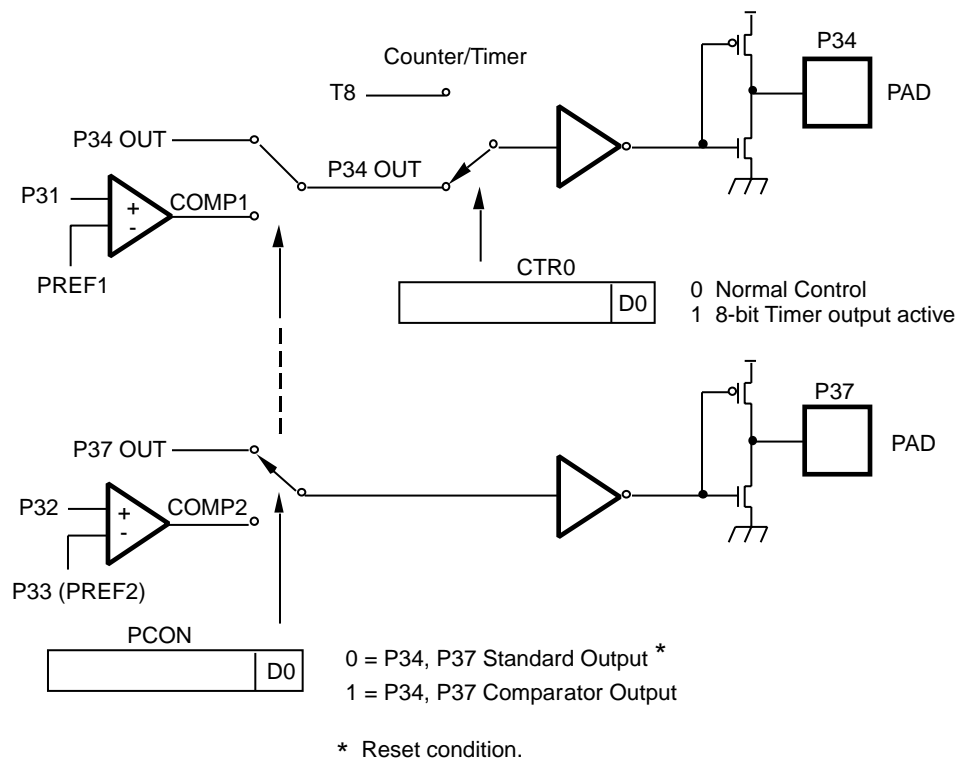 P34
Counter/Timer
T8
PAD
P34 OUT
P34 OUT
P31
+
-
COMP1
PREF1
CTR0
D0
0 Normal Control
1 8-bit Timer output active
P37
P37 OUT
PAD
P32
+
-
COMP2
P33 (PREF2)
PCON
D0
0 = P34, P37 Standard Output *
1 = P34, P37 Comparator Output
* Reset condition.